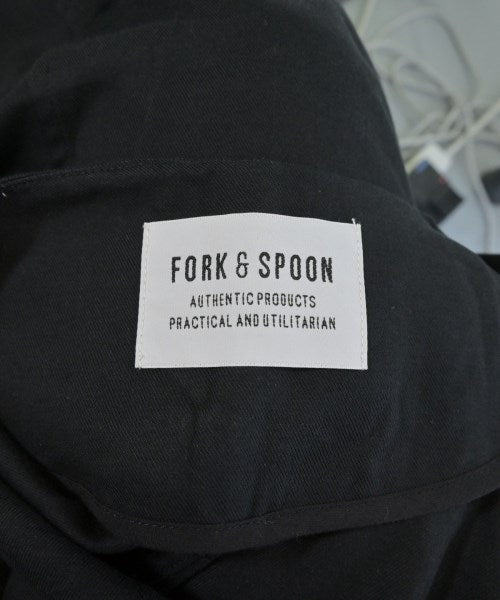 FORK & SPOON
AUTHENTIC PRODUCTS
PRACTICAL AND UTILITARIAN